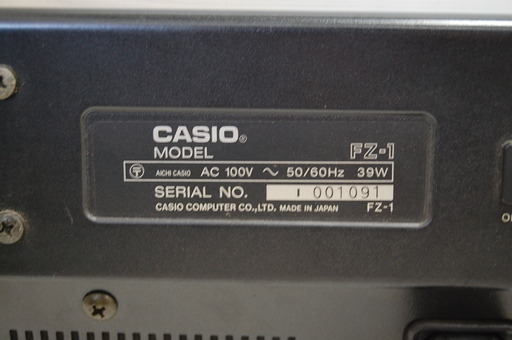 CASIO®
MODEL FZ-1
〒 AICHI CASIO AC 100V ~ 50/60Hz 39W
SERIAL NO. 1 001091
CASIO COMPUTER CO.,LTD. MADE IN JAPAN FZ-1